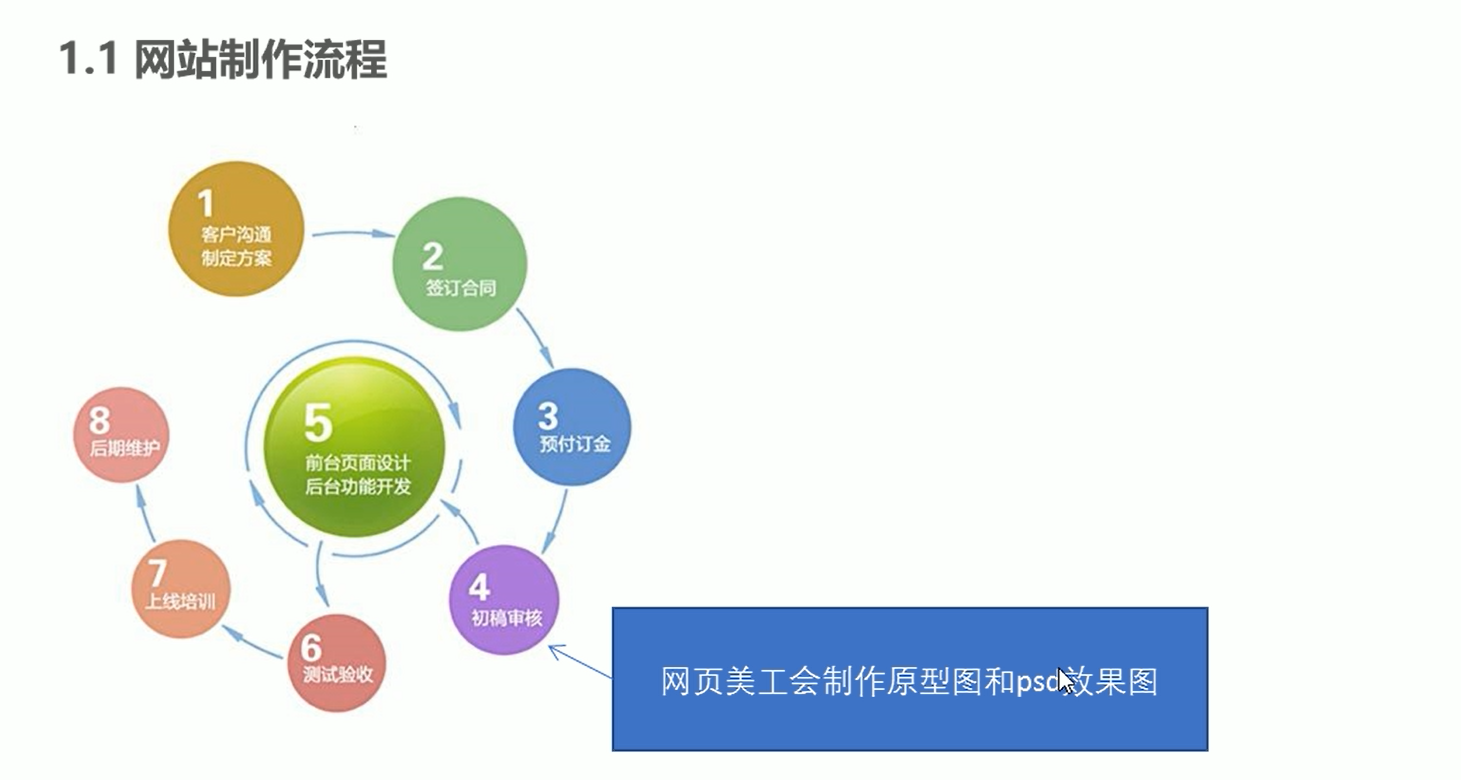 1.1 网站制作流程
1
客户沟通
制定方案
2
签订合同
3
预付订金
4
初稿审核
5
前台页面设计
后台功能开发
6
测试验收
7
上线培训
8
后期维护
网页美工会制作原型图和psd效果图